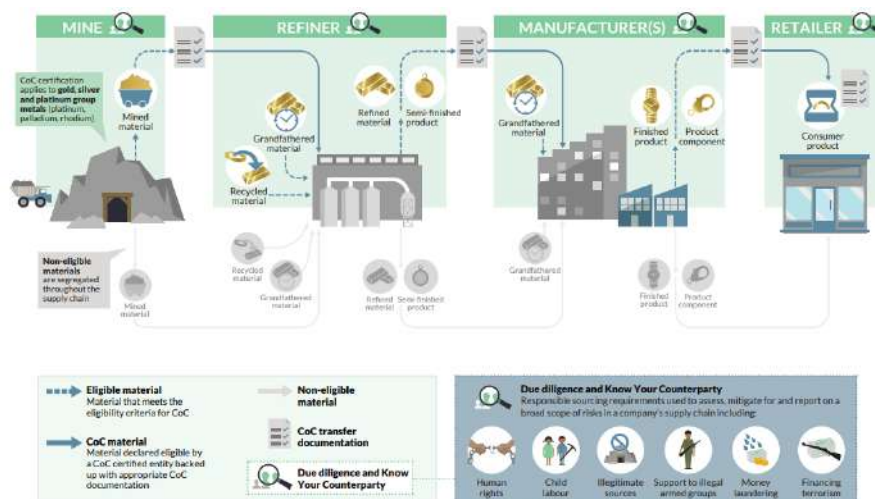 MINE
REFINER
MANUFACTURER(S)
RETAILER
CoC certification
applies to gold, silver
and platinum group
metals (platinum,
palladium, rhodium)
Mined
material
Grandfathered
material
Recycled
material
Refined
material
Semi-finished
product
Grandfathered
material
Finished
product
Product
component
Consumer
product
Non-eligible
materials
are segregated
throughout the
supply chain
Mined
material
Recycled
material
Grandfathered
material
Refined
material
Semi-finished
product
Grandfathered
material
Finished
product
Product
component
Eligible material
Material that meets the
eligibility criteria for CoC
CoC material
Material declared eligible by
a CoC certified entity backed
up with appropriate CoC
documentation
Non-eligible
material
CoC transfer
documentation
Due diligence and Know
Your Counterparty
Due diligence and Know Your Counterparty
Responsible sourcing requirements used to assess, mitigate for and report on a
broad scope of risks in a company's supply chain including:
Human
rights
Child
labour
Illegitimate
sources
Support to illegal
armed groups
Money
laundering
Financing
terrorism